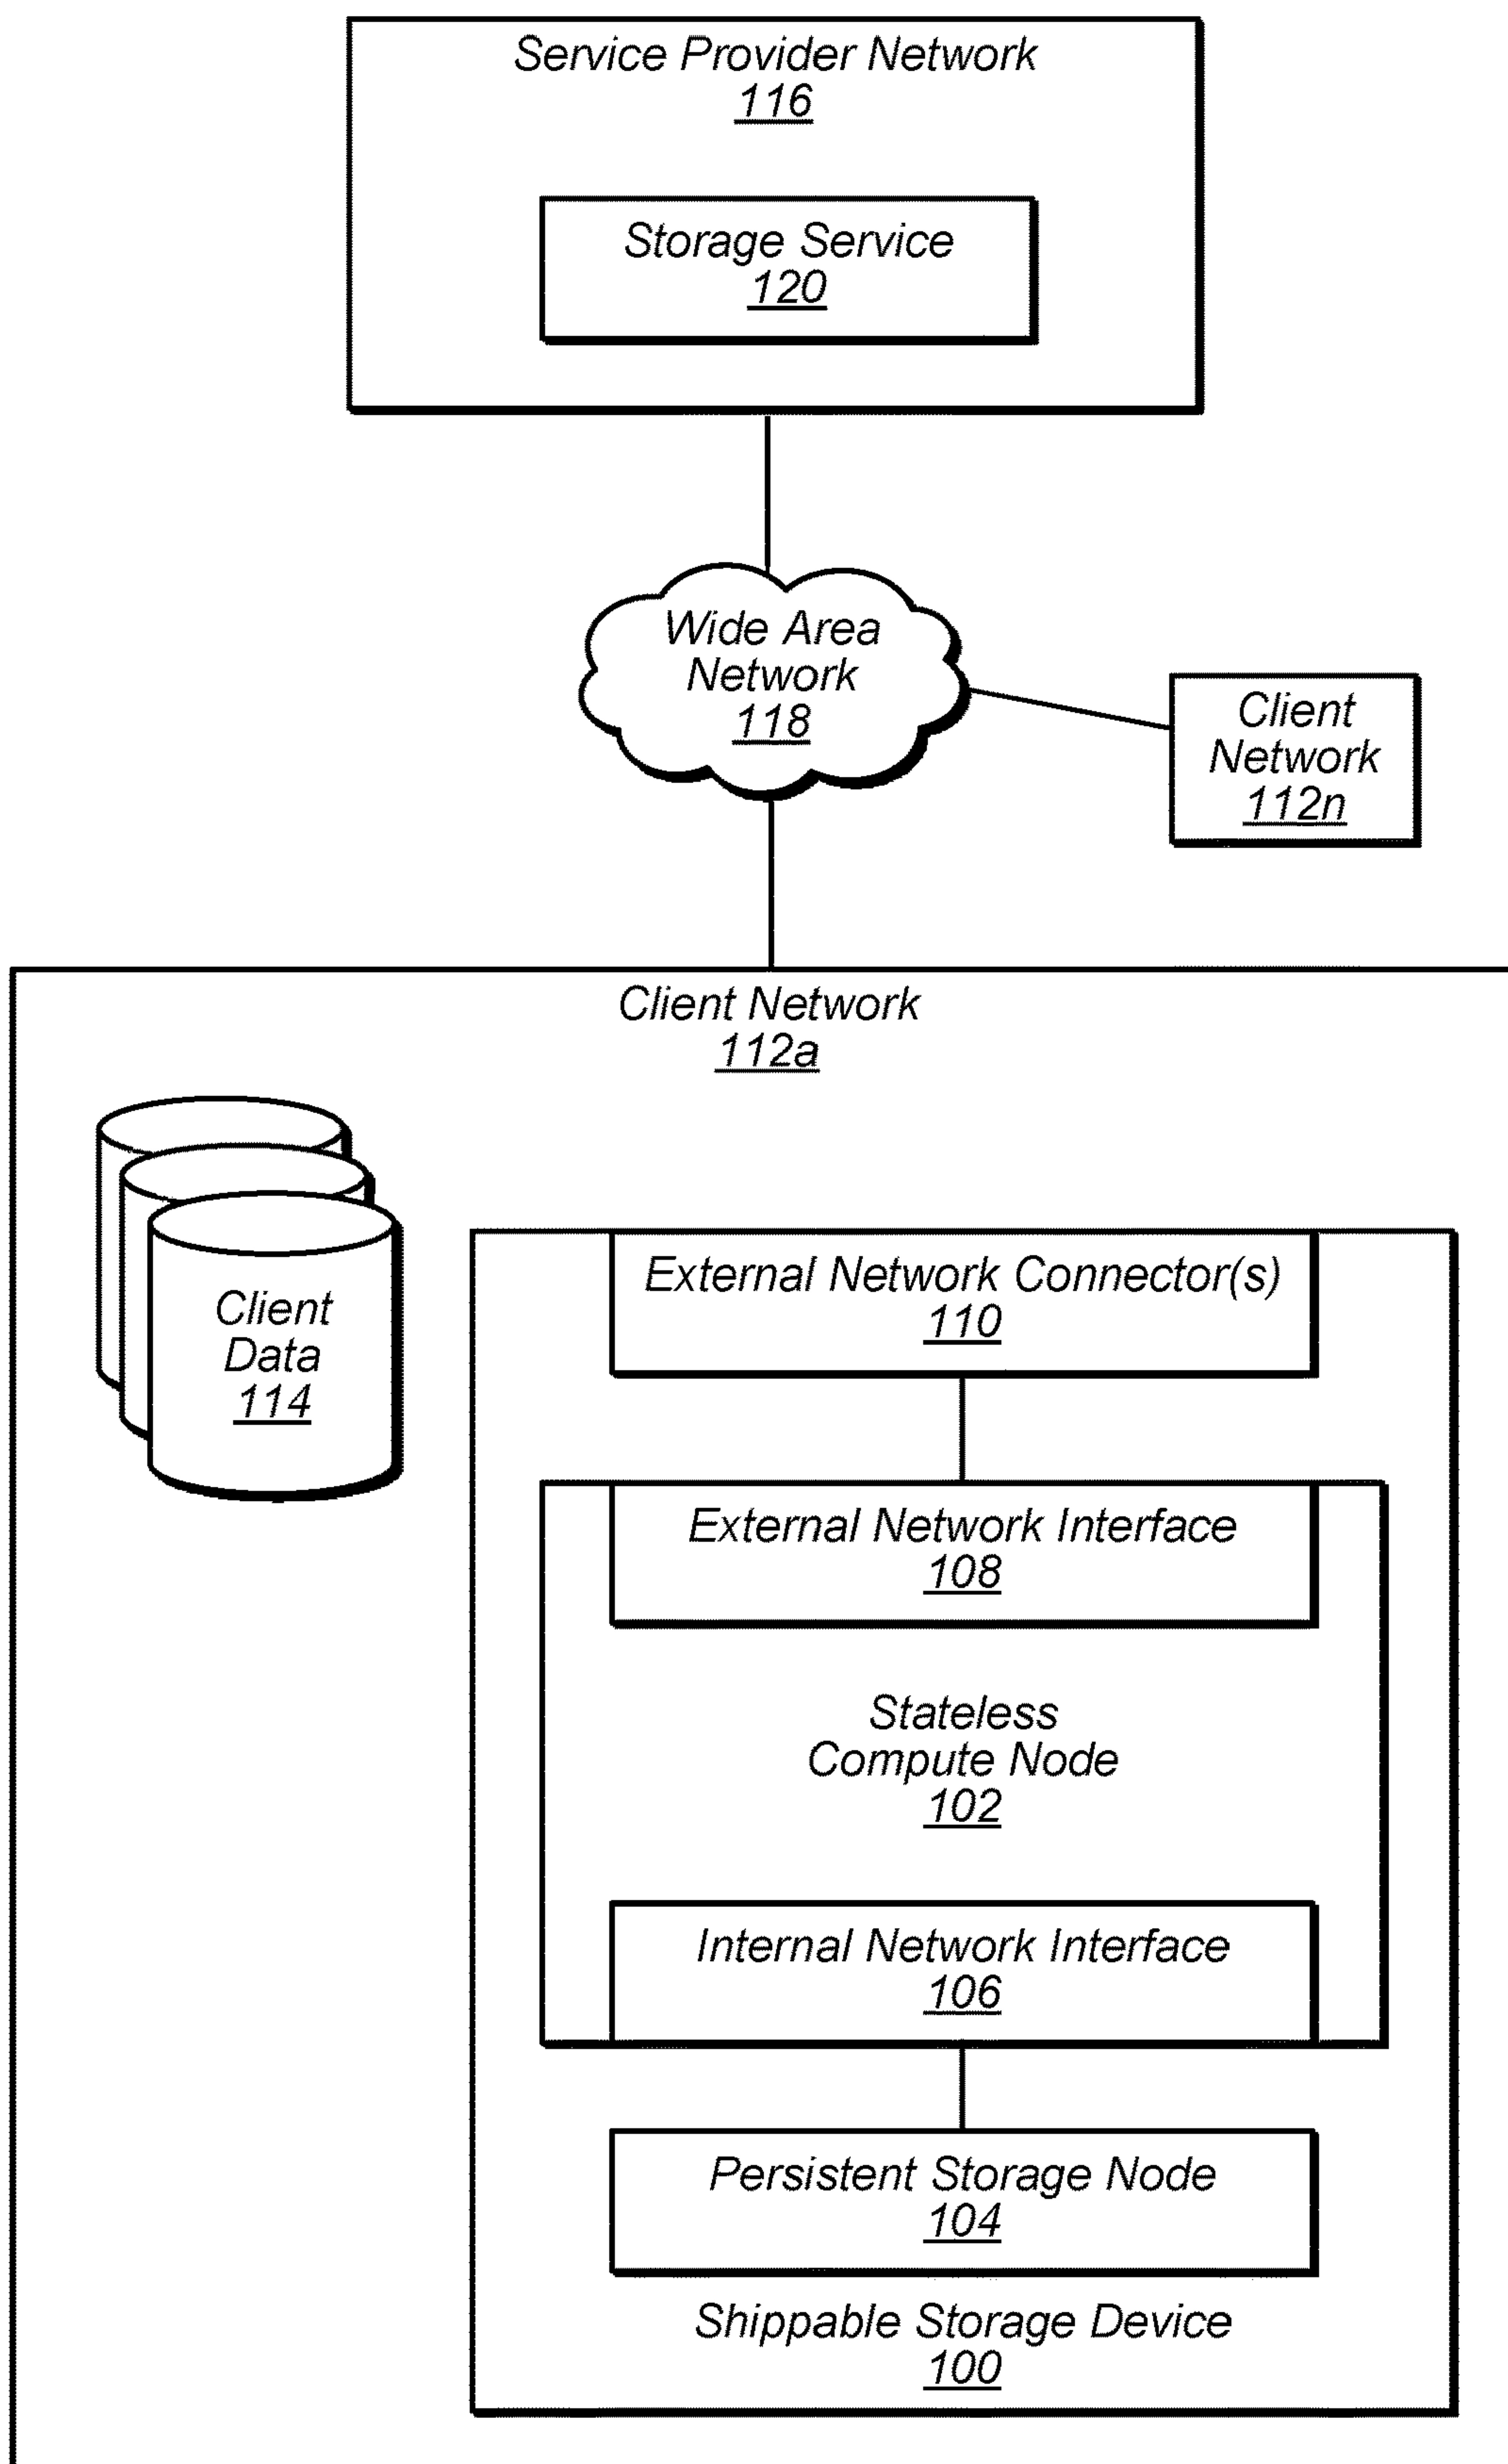 Service Provider Network
116
Storage Service
120
Wide Area
Network
118
Client
Network
112n
Client Network
112a
Client
Data
114
External Network Connector(s)
110
External Network Interface
108
Stateless
Compute Node
102
Internal Network Interface
106
Persistent Storage Node
104
Shippable Storage Device
100